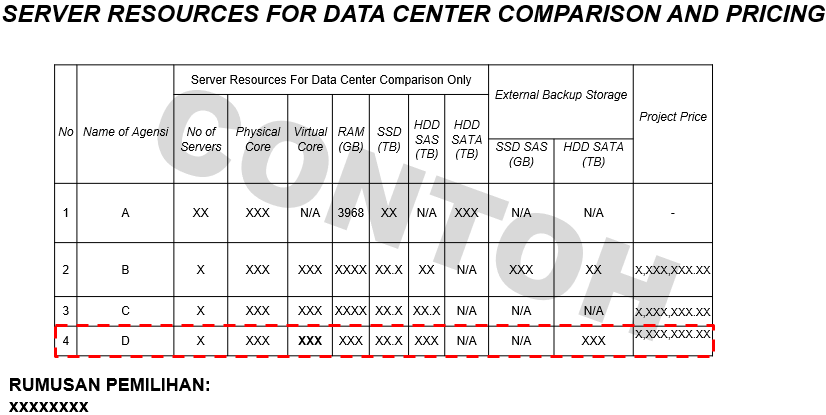 SERVER RESOURCES FOR DATA CENTER COMPARISON AND PRICING
No Name of Agensi Server Resources For Data Center Comparison Only External Backup Storage Project Price
No of Servers Physical Core Virtual Core RAM (GB) SSD (TB) HDD SAS (TB) HDD SATA (TB) SSD SAS (GB) HDD SATA (TB)
1 A XX XXX N/A 3968 XX N/A XXX N/A N/A -
2 B X XXX XXX XXXX XX.X XX N/A XXX XX X,XXX,XXX.XX
3 C X XXX XXX XXXX XX.X XX.X N/A N/A N/A X,XXX,XXX.XX
4 D X XXX XXX XXX XX.X XXX N/A N/A XXX X,XXX,XXX.XX
CONTOH
RUMUSAN PEMILIHAN:
xxxxxxxx